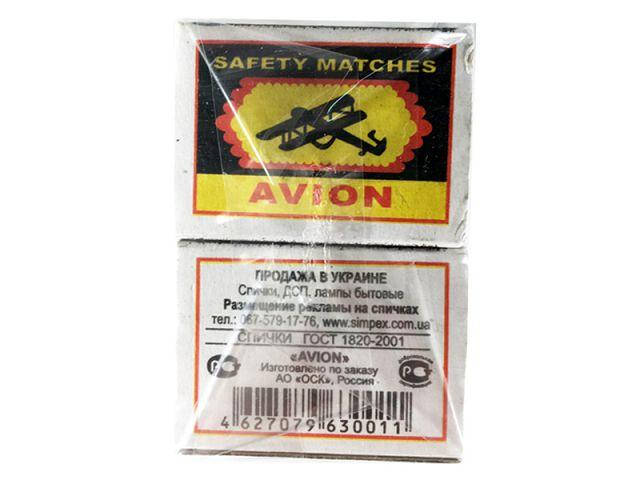 SAFETY MATCHES
AVION
ПРОДАЖА В УКРАИНЕ
Спички, ДСП, лампы бытовые
Размещение рекламы на спичках
тел.: 067-579-17-76, www.simpex.com.ua
СПИЧКИ ГОСТ 1820-2001
«AVION»
Изготовлено по заказу
АО «ОСК», Россия
4 627079 630011